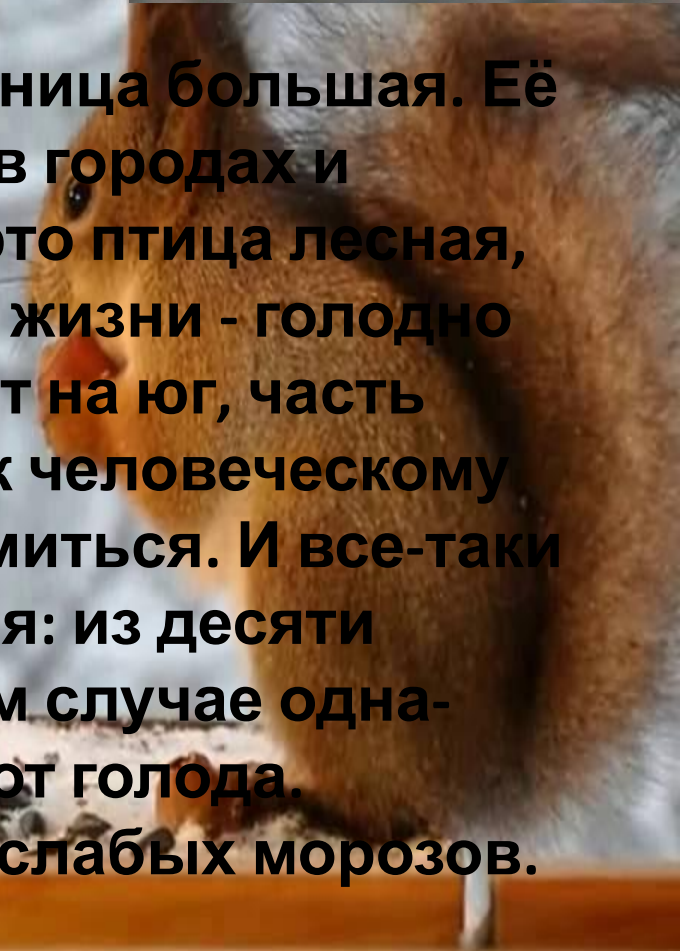 ница большая. Её
в городах и
это птица лесная,
жизни - голодно
т на юг, часть
к человеческому
миться. И все-таки
я: из десяти
м случае одна-
от голода.
слабых морозов.